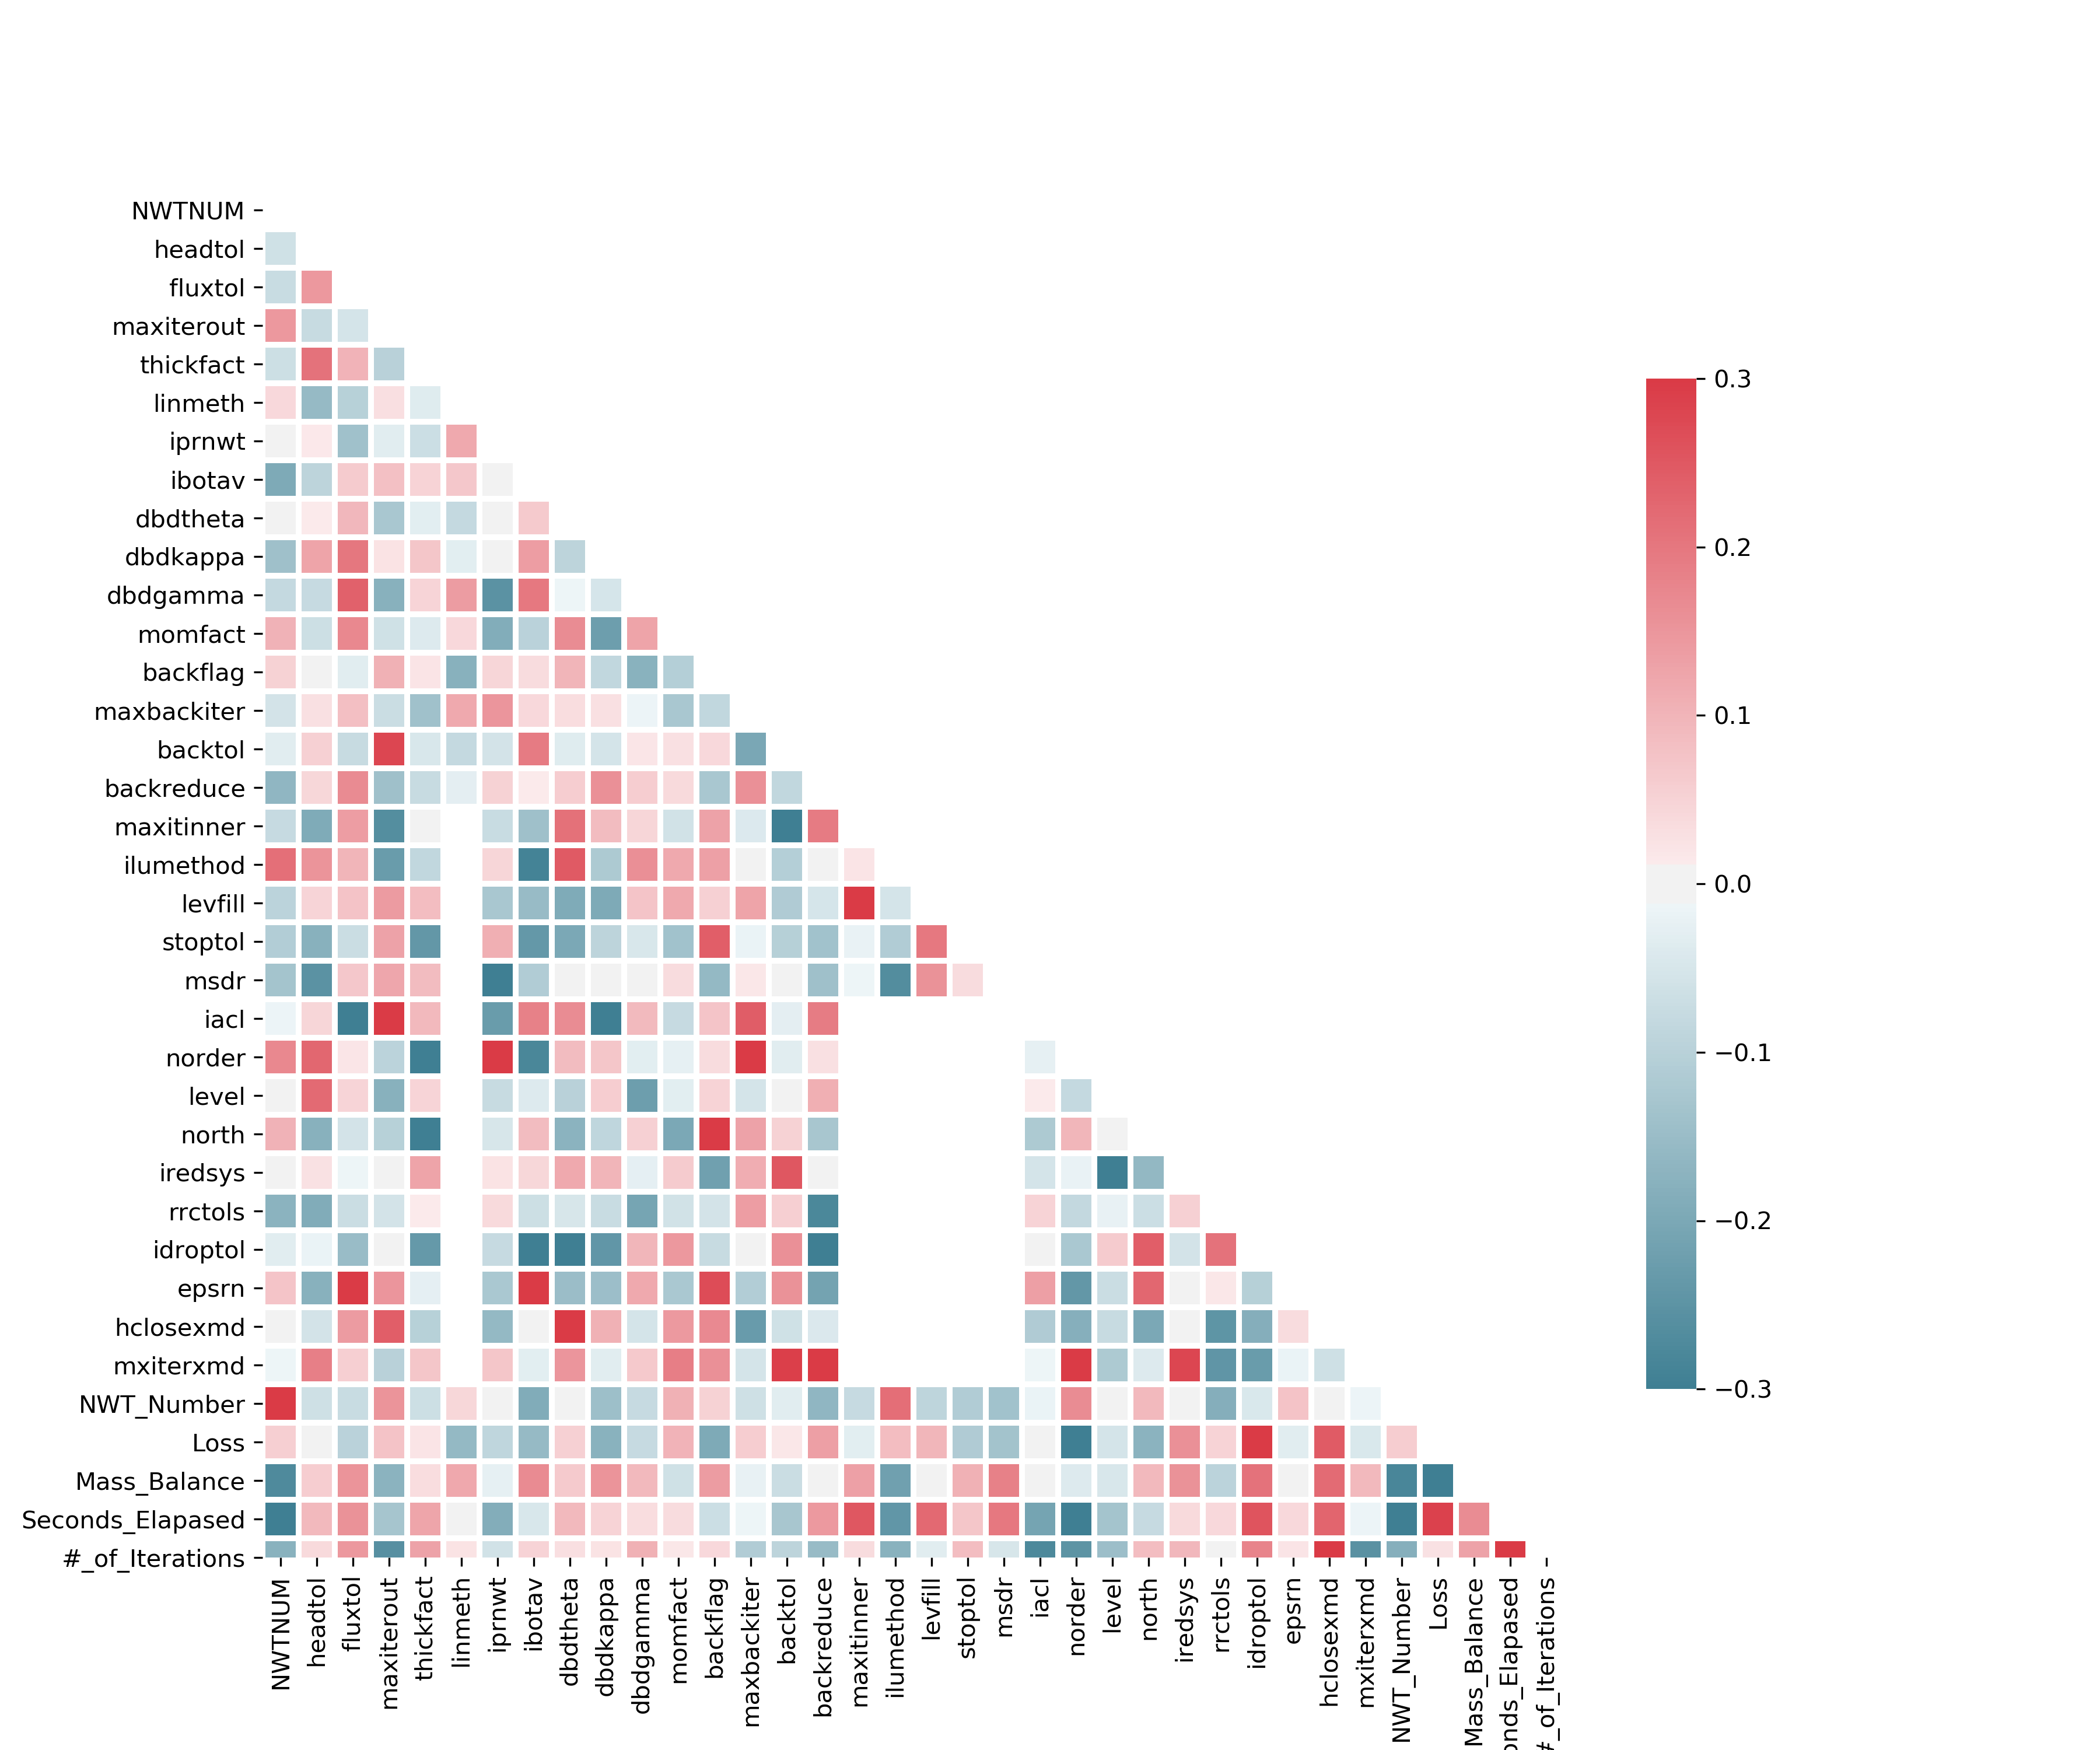 NWTNUM
headtol
fluxtol
maxiterout
thickfact
linmeth
iprnwt
ibotav
dbdtheta
dbdkappa
dbdgamma
momfact
backflag
maxbackiter
backtol
backreduce
maxitinner
ilumethod
levfill
stoptol
msdr
iacl
norder
level
north
iredsys
rrctols
idroptol
epsrn
hclosexmd
mxiterxmd
NWT_Number
Loss
Mass_Balance
Seconds_Elapased
#_of_Iterations
NWTNUM
headtol
fluxtol
maxiterout
thickfact
linmeth
iprnwt
ibotav
dbdtheta
dbdkappa
dbdgamma
momfact
backflag
maxbackiter
backtol
backreduce
maxitinner
ilumethod
levfill
stoptol
msdr
iacl
norder
level
north
iredsys
rrctols
idroptol
epsrn
hclosexmd
mxiterxmd
NWT_Number
Loss
Mass_Balance
onds_Elapased
#_of_Iterations
0.3
0.2
0.1
0.0
−0.1
−0.2
−0.3